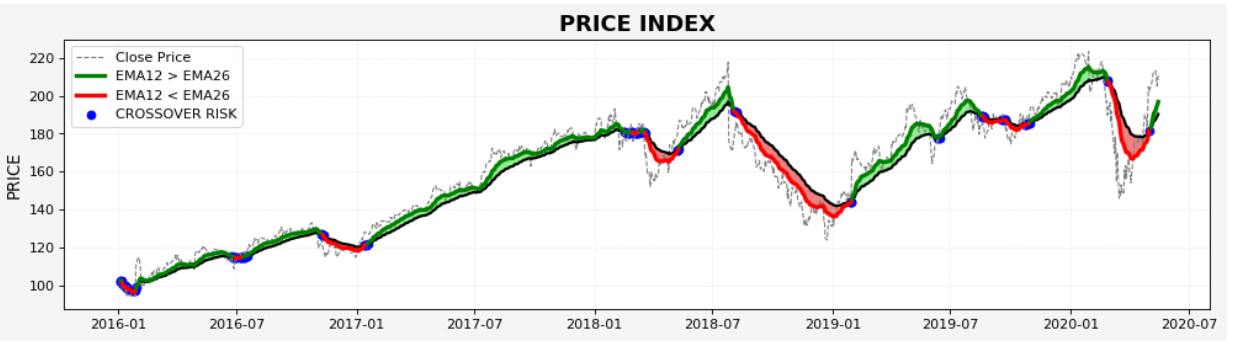 PRICE INDEX
Close Price
EMA12 > EMA26
EMA12 < EMA26
CROSSOVER RISK
PRICE
220
200
180
160
140
120
100
2016-01 2016-07 2017-01 2017-07 2018-01 2018-07 2019-01 2019-07 2020-01 2020-07